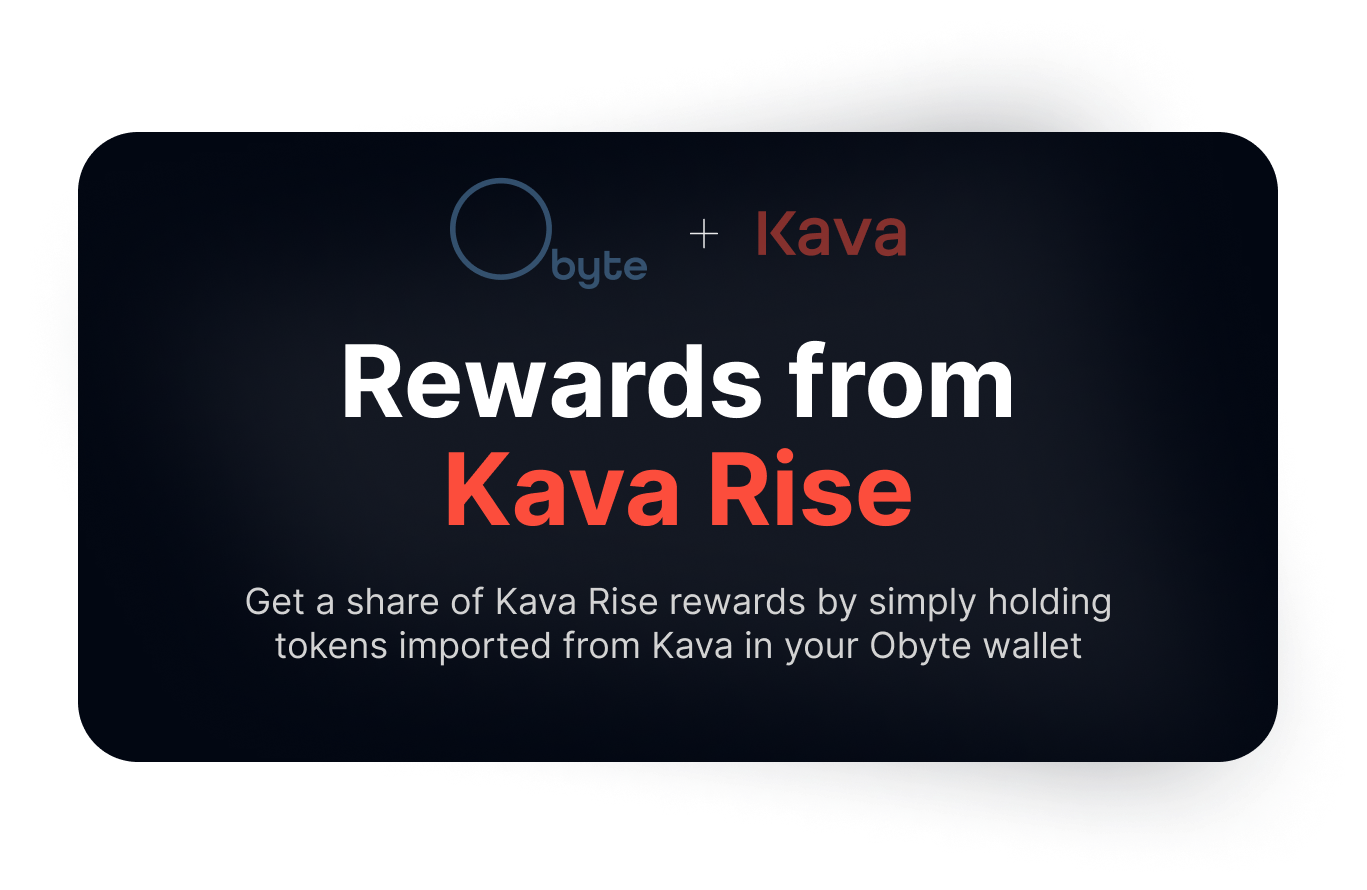 Obyte + Kava
Rewards from
Kava Rise
Get a share of Kava Rise rewards by simply holding
tokens imported from Kava in your Obyte wallet